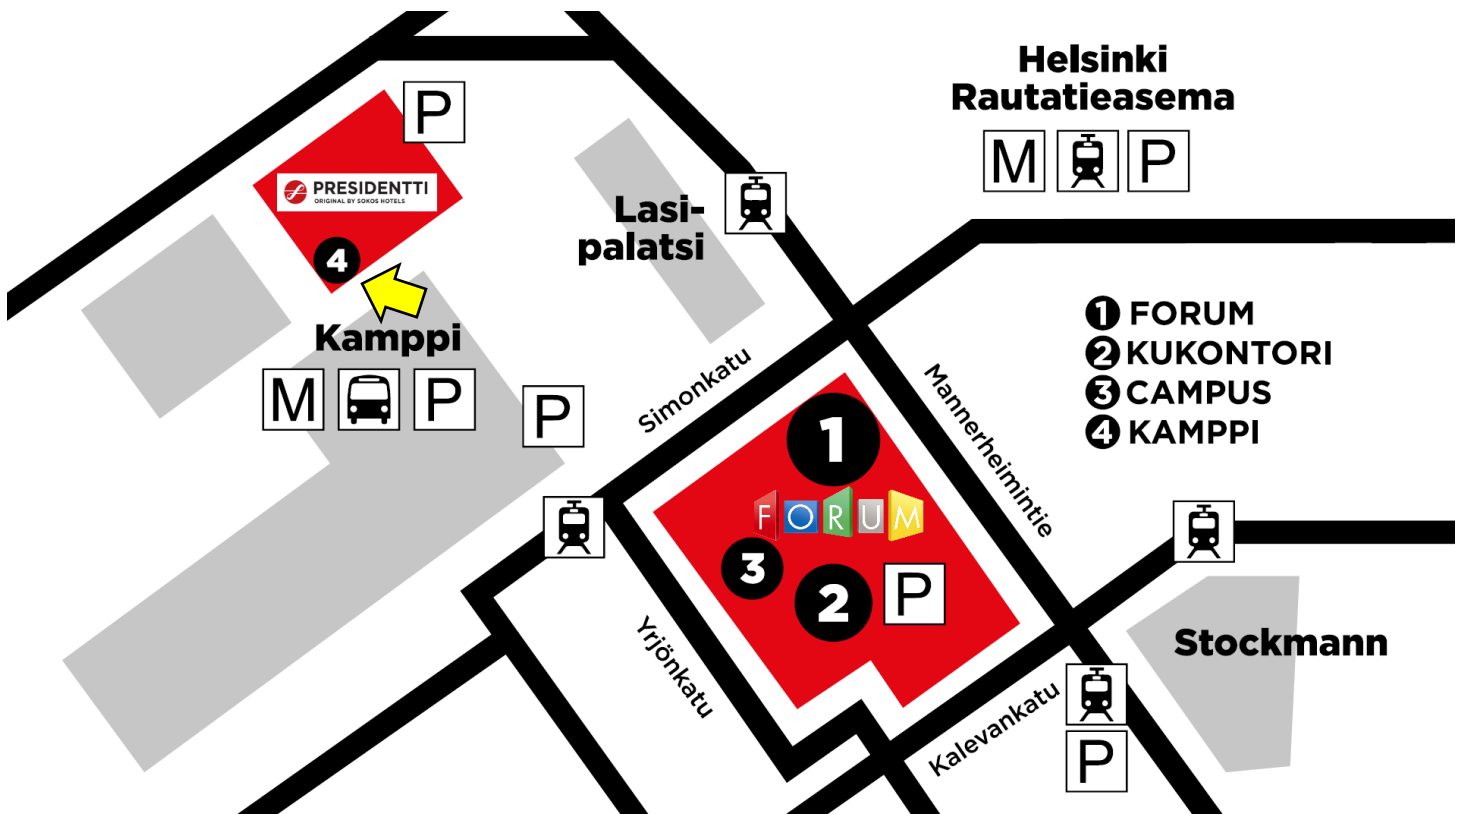 Helsinki
Rautatieasema
M P
P
PRESIDENTTI
ORIGINAL BY SOKOS HOTELS
4
Lasi-
palatsi
Kamppi
M P
P
Simonkatu
Mannerheimintie
1 FORUM
2 KUKONTORI
3 CAMPUS
4 KAMPPI
1
FORUM
3
2 P
Yrjönkatu
Kalevankatu
Stockmann
P